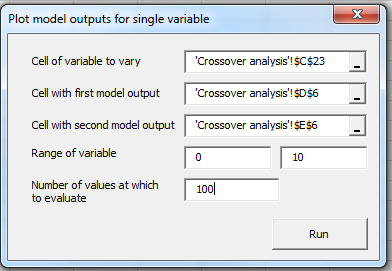 Plot model outputs for single variable
Cell of variable to vary 'Crossover analysis'!$C$23 _
Cell with first model output 'Crossover analysis'!$D$6 _
Cell with second model output 'Crossover analysis'!$E$6 _
Range of variable 0 10
Number of values at which
to evaluate 100
Run